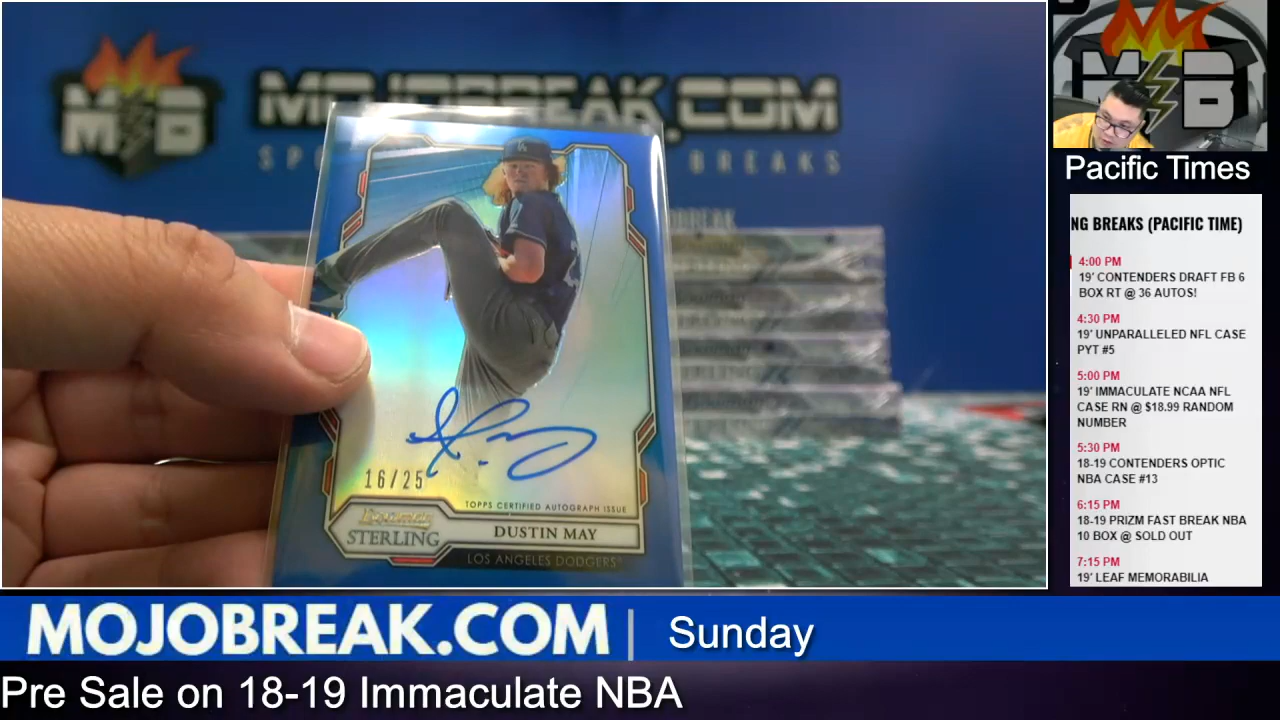 M B
MOJOBREAK.COM
BREAKS
16/25
TOPPS CERTIFIED AUTOGRAPH ISSUE
Bowman
STERLING
DUSTIN MAY
LOS ANGELES DODGERS
M B
Pacific Times
NG BREAKS (PACIFIC TIME)
4:00 PM
19' CONTENDERS DRAFT FB 6
BOX RT @ 36 AUTOS!
4:30 PM
19' UNPARALLELED NFL CASE
PYT #5
5:00 PM
19' IMMACULATE NCAA NFL
CASE RN @ $18.99 RANDOM
NUMBER
5:30 PM
18-19 CONTENDERS OPTIC
NBA CASE #13
6:15 PM
18-19 PRIZM FAST BREAK NBA
10 BOX @ SOLD OUT
7:15 PM
19' LEAF MEMORABILIA
MOJOBREAK.COM | Sunday
Pre Sale on 18-19 Immaculate NBA